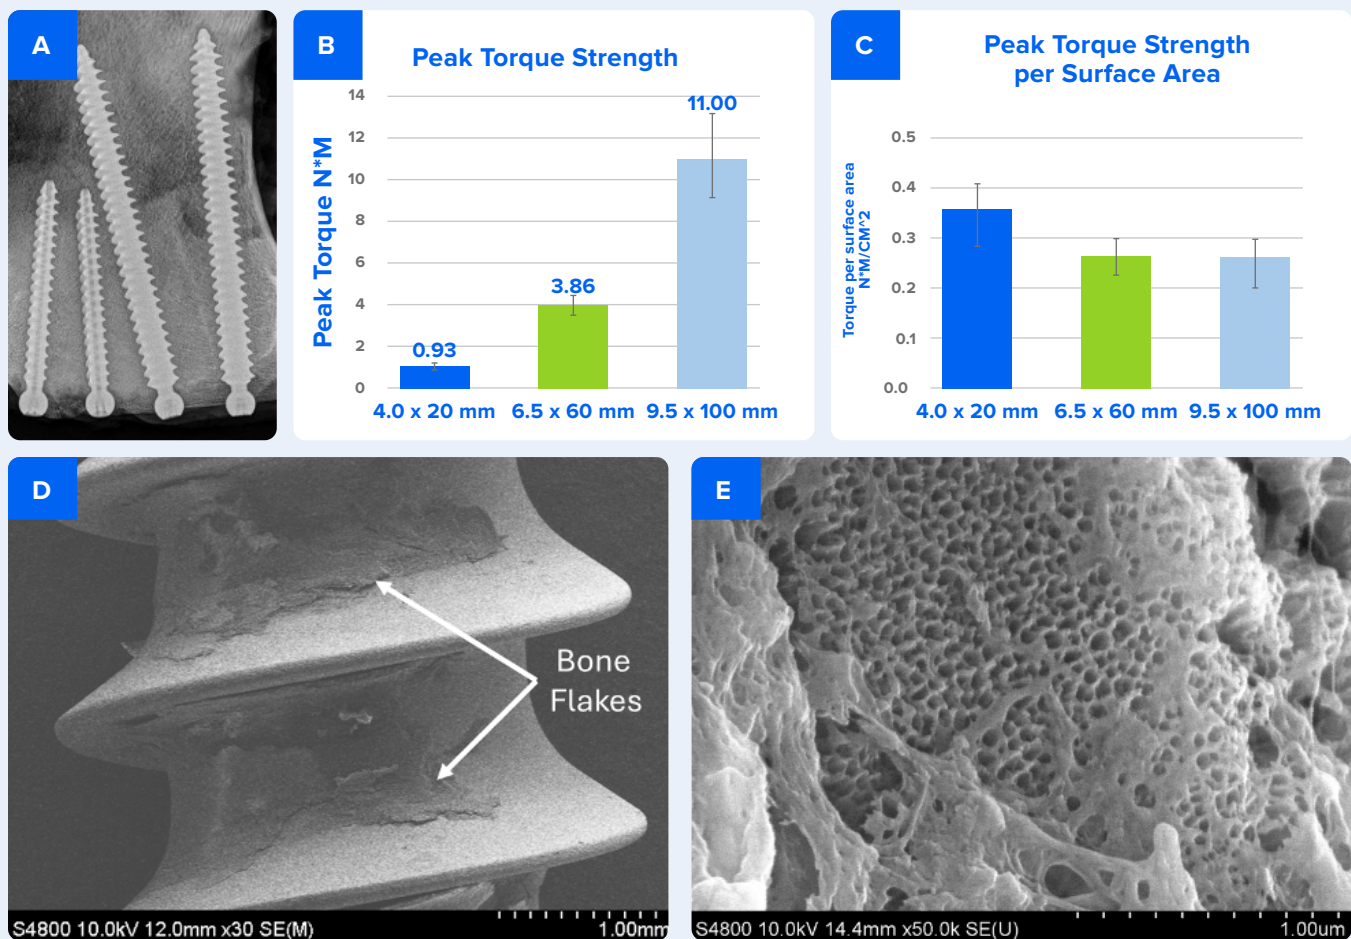 A
B
Peak Torque Strength
Peak Torque N*M
14
12
10
8
6
4
2
0
0.93
3.86
11.00
4.0 x 20 mm 6.5 x 60 mm 9.5 x 100 mm
C
Peak Torque Strength
per Surface Area
Torque per surface area
N*M/CM^2
0.5
0.4
0.3
0.2
0.1
0.0
4.0 x 20 mm 6.5 x 60 mm 9.5 x 100 mm
D
Bone
Flakes
S4800 10.0kV 12.0mm x30 SE(M) 1.00mm
E
S4800 10.0kV 14.4mm x50.0k SE(U) 1.00um